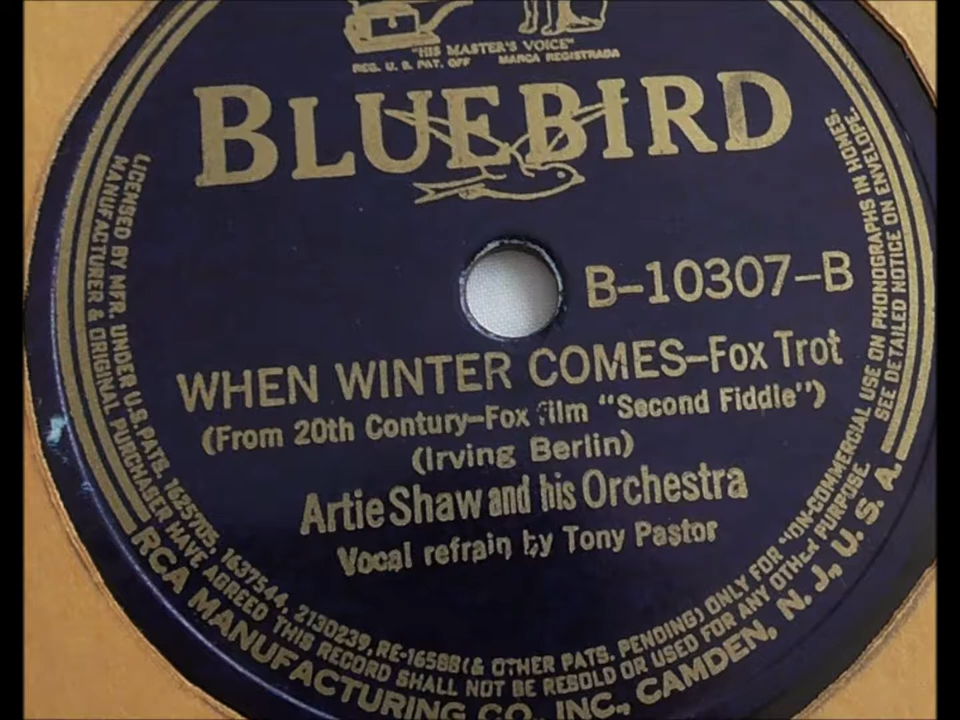 "HIS MASTER'S VOICE"
REG. U. S. PAT. OFF MARCA REGISTRADA
BLUEBIRD
B-10307-B
WHEN WINTER COMES-Fox Trot
(From 20th Century-Fox film "Second Fiddle")
(Irving Berlin)
Artie Shaw and his Orchestra
Vocal refrain by Tony Pastor
LICENSED BY MFR. UNDER U.S. PATS. 1625705, 1637544, 2130239, RE-16588 (& OTHER PATS. PENDING) ONLY FOR NON-COMMERCIAL USE ON PHONOGRAPHS IN HOMES.
MANUFACTURER & ORIGINAL PURCHASER HAVE AGREED THIS RECORD SHALL NOT BE RESOLD OR USED FOR ANY OTHER PURPOSE. SEE DETAILED NOTICE ON ENVELOPE.
RCA MANUFACTURING CO., INC., CAMDEN, N. J., U. S. A.